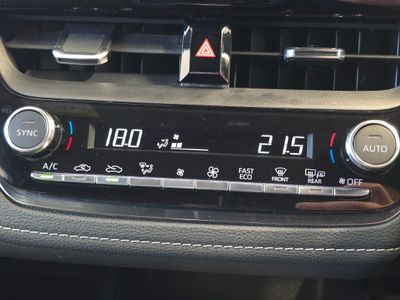 SYNC
18.0
21.5
AUTO
A/C
FAST
ECO
FRONT
REAR
OFF